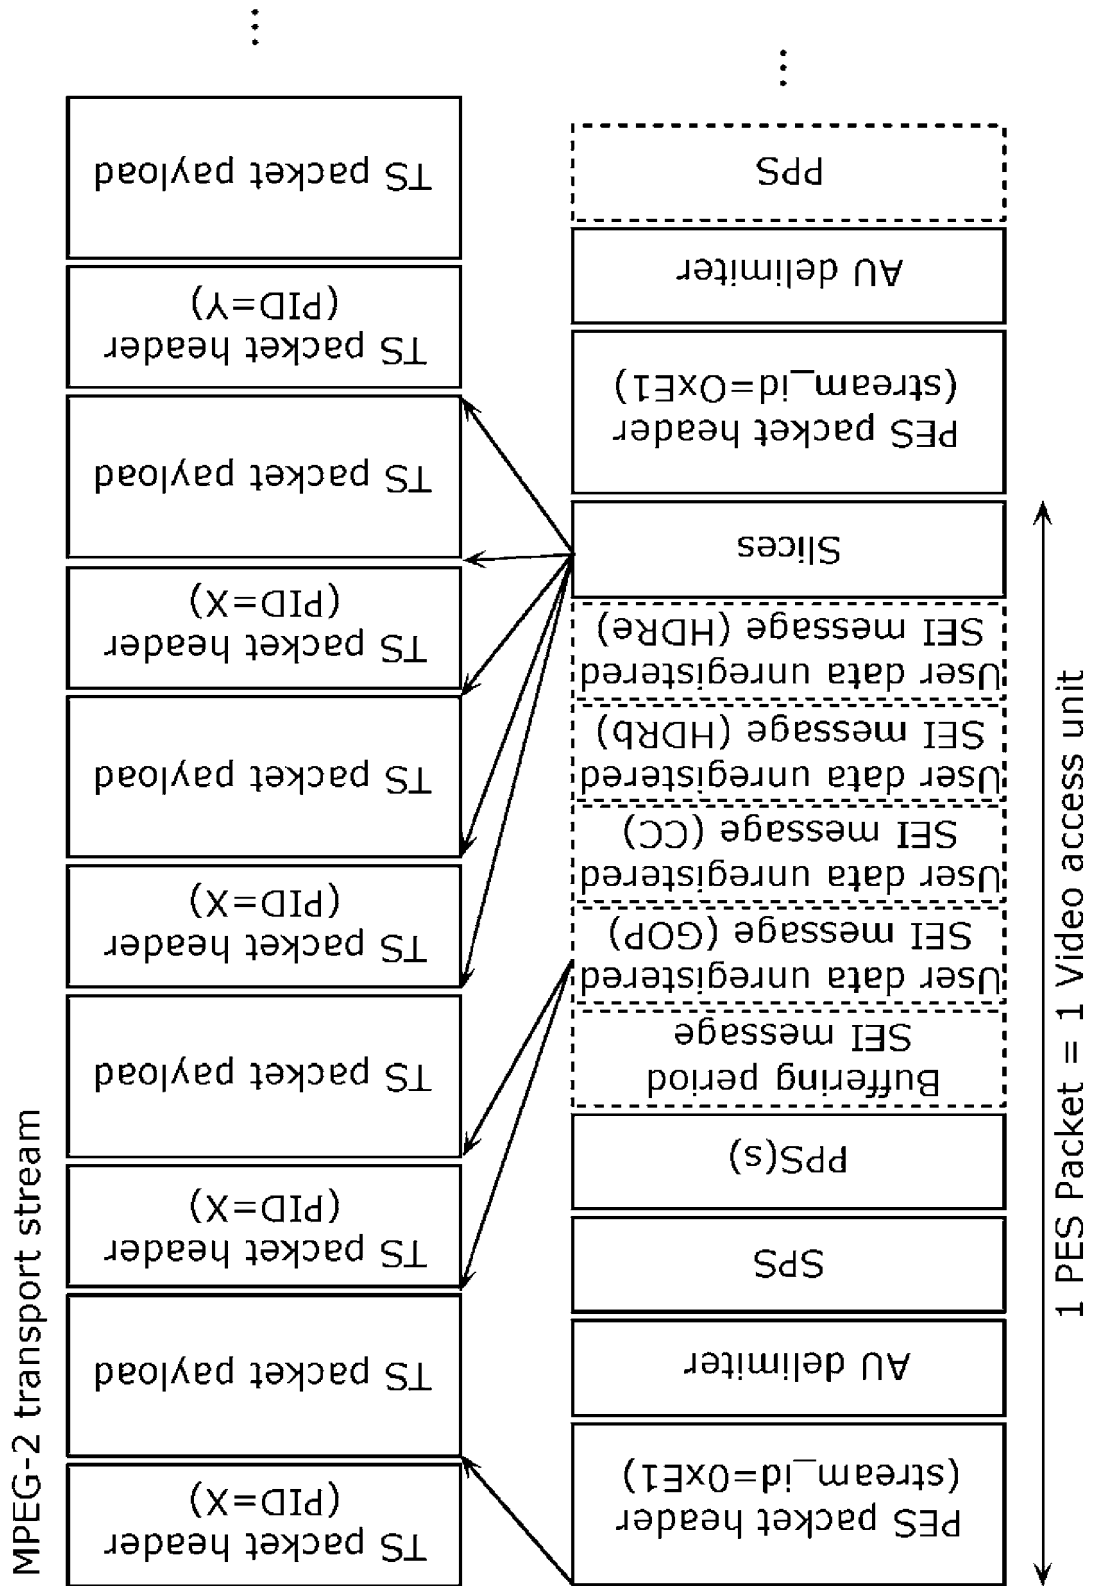 MPEG-2 transport stream
TS packet header
(PID=X)
TS packet payload
TS packet header
(PID=X)
TS packet payload
TS packet header
(PID=X)
TS packet payload
TS packet header
(PID=X)
TS packet payload
TS packet header
(PID=Y)
TS packet payload
...
PES packet header
(stream_id=0xE1)
AU delimiter
SPS
PPS(s)
Buffering period
SEI message
User data unregistered
SEI message (GOP)
User data unregistered
SEI message (CC)
User data unregistered
SEI message (HDRb)
User data unregistered
SEI message (HDRe)
Slices
PES packet header
(stream_id=0xE1)
AU delimiter
PPS
...
1 PES Packet = 1 Video access unit